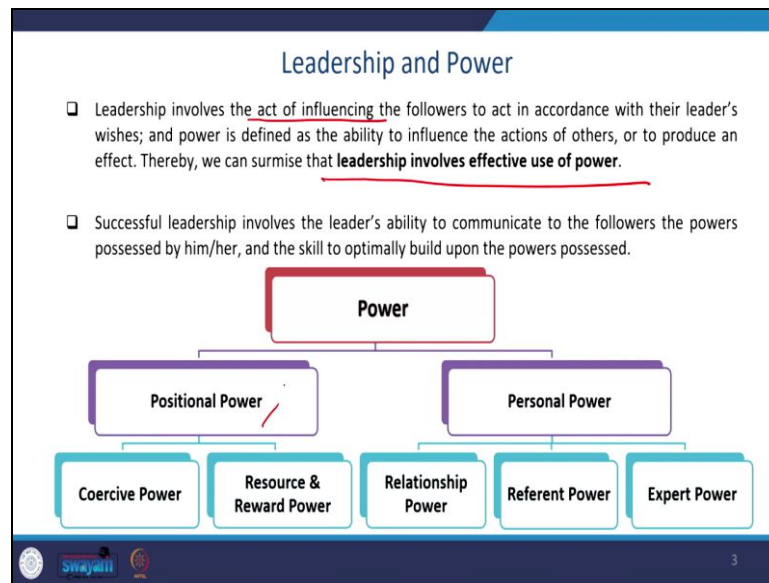 Leadership and Power
Leadership involves the act of influencing the followers to act in accordance with their leader's
wishes; and power is defined as the ability to influence the actions of others, or to produce an
effect. Thereby, we can surmise that leadership involves effective use of power.
Successful leadership involves the leader's ability to communicate to the followers the powers
possessed by him/her, and the skill to optimally build upon the powers possessed.
Power
Positional Power
Personal Power
Coercive Power
Resource &
Reward Power
Relationship
Power
Referent Power
Expert Power
swayam
3